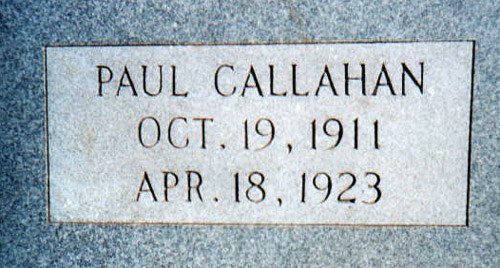 PAUL CALLAHAN
OCT. 19, 1911
APR. 18, 1923